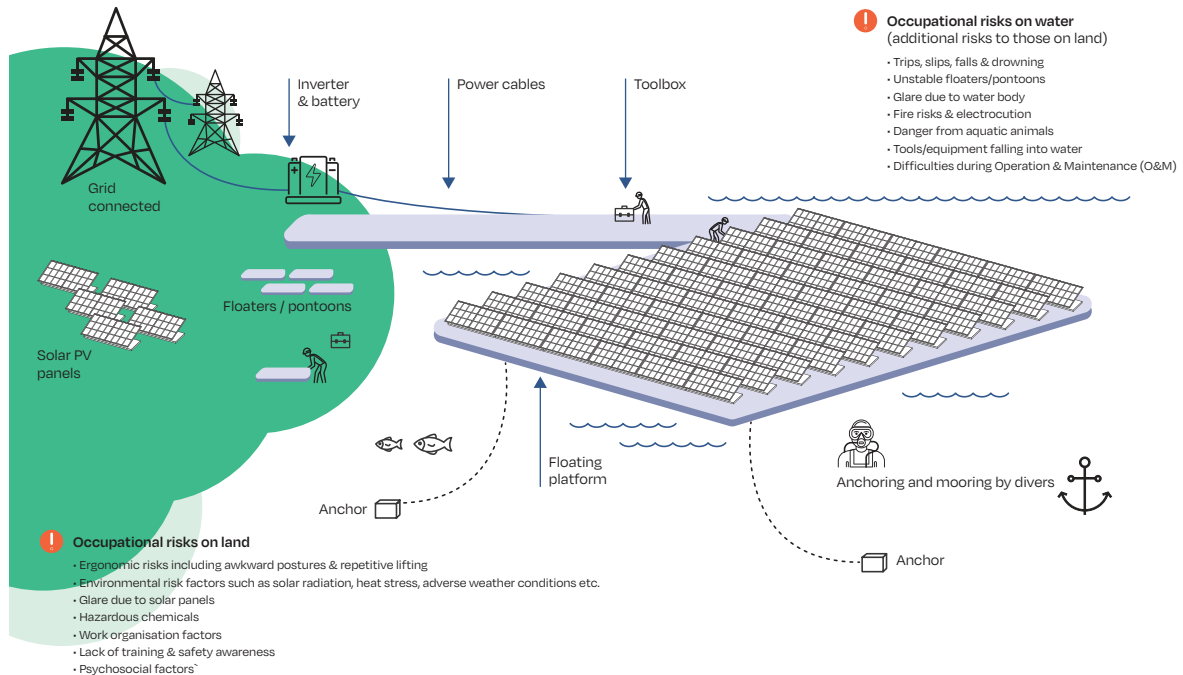 Occupational risks on water
(additional risks to those on land)
• Trips, slips, falls & drowning
• Unstable floaters/pontoons
• Glare due to water body
• Fire risks & electrocution
• Danger from aquatic animals
• Tools/equipment falling into water
• Difficulties during Operation & Maintenance (O&M)
Inverter
& battery
Power cables
Toolbox
Grid
connected
Floaters / pontoons
Solar PV
panels
Floating
platform
Anchoring and mooring by divers
Anchor
Anchor
Occupational risks on land
• Ergonomic risks including awkward postures & repetitive lifting
• Environmental risk factors such as solar radiation, heat stress, adverse weather conditions etc.
• Glare due to solar panels
• Hazardous chemicals
• Work organisation factors
• Lack of training & safety awareness
• Psychosocial factors`